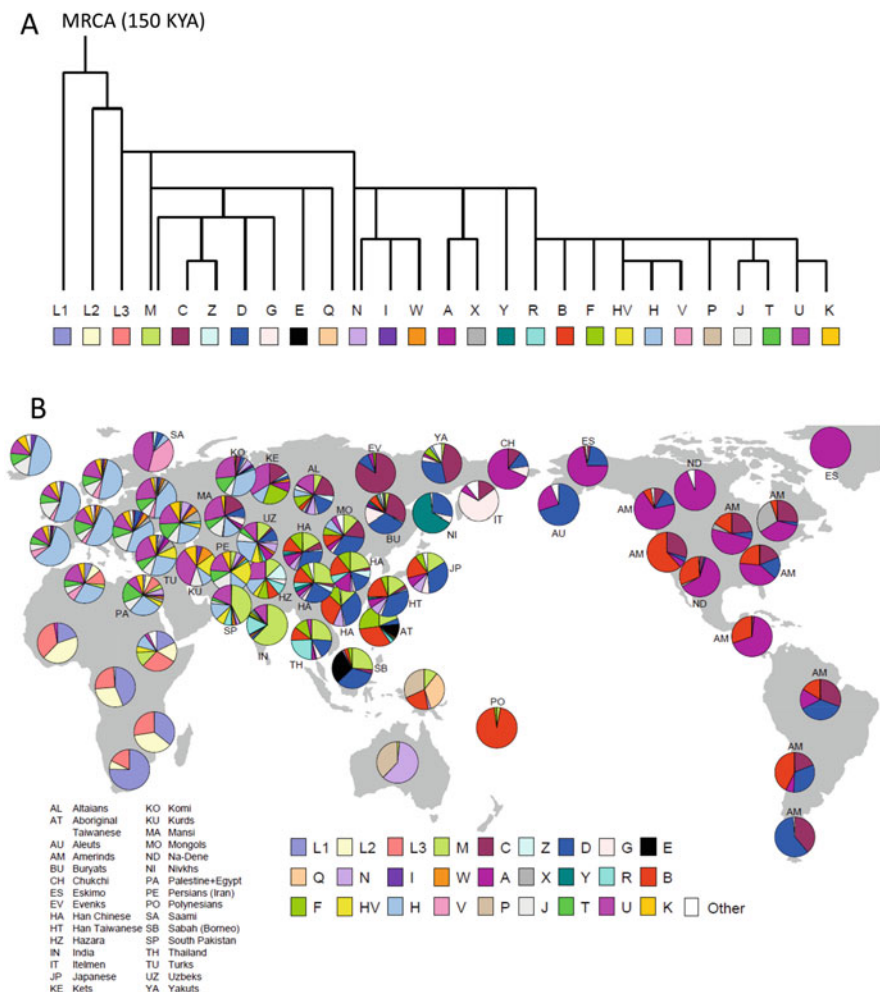 A
MRCA (150 KYA)
L1 L2 L3 M C Z D G E Q N I W A X Y R B F HV H V P J T U K
B
SA
KO
KE
AL
EV
YA
CH
ES
ES
ND
AM
AM
AM
MA
UZ
HA
MO
BU
NI
IT
AU
AM
AM
ND
PE
HA
JP
TU
KU
HZ
HA
HT
PA
SP
HA
AT
AM
IN
TH
SB
PO
AM
AM
AM
AL Altaians
AT Aboriginal
Taiwanese
AU Aleuts
AM Amerinds
BU Buryats
CH Chukchi
ES Eskimo
EV Evenks
HA Han Chinese
HT Han Taiwanese
HZ Hazara
IN India
IT Itelmen
JP Japanese
KE Kets
KO Komi
KU Kurds
MA Mansi
MO Mongols
ND Na-Dene
NI Nivkhs
PA Palestine+Egypt
PE Persians (Iran)
PO Polynesians
SA Saami
SB Sabah (Borneo)
SP South Pakistan
TH Thailand
TU Turks
UZ Uzbeks
YA Yakuts
L1 L2 L3 M C Z D G E
Q N I W A X Y R B
F HV H V P J T U K Other